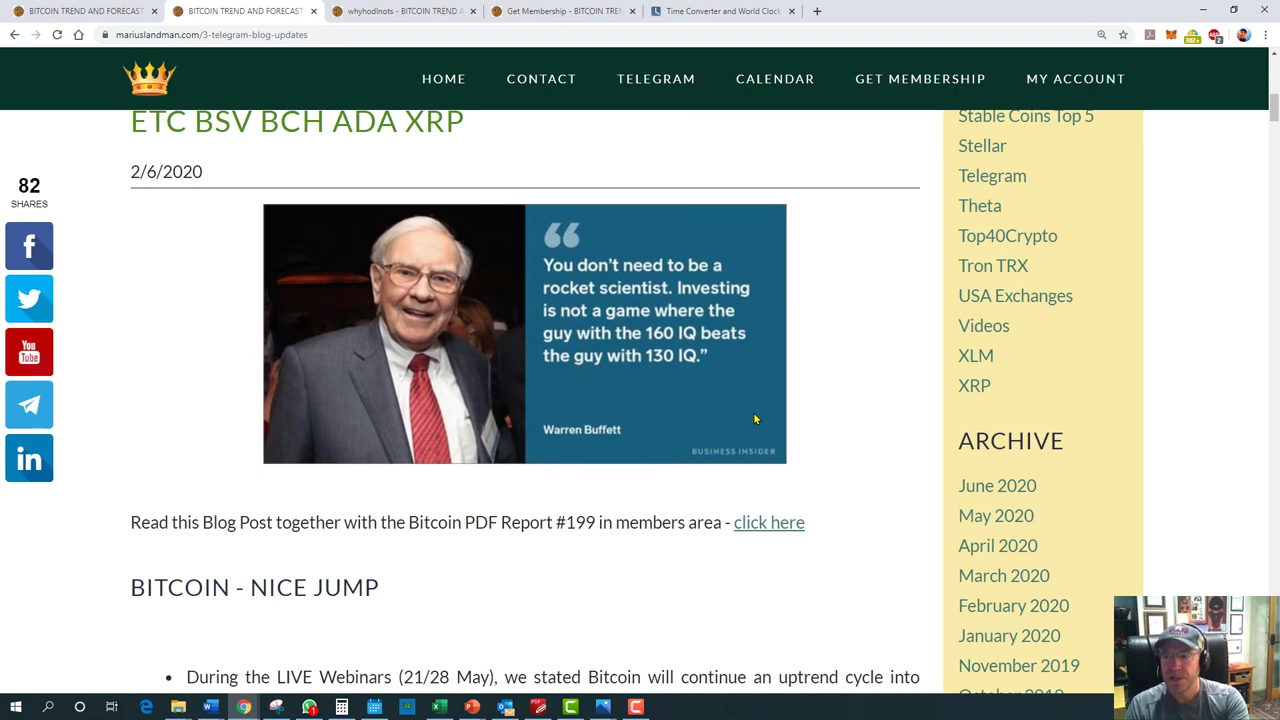 BITCOIN TREND AND FORECAST
BITCOIN TREND AND FORECAST
whyhodlnots - BITCOIN TREND A
Get Membership - BITCOIN TREN
Time Converter and World Clock
mariuslandman.com/3-telegram-blog-updates
HOME
CONTACT
TELEGRAM
CALENDAR
GET MEMBERSHIP
MY ACCOUNT
ETC BSV BCH ADA XRP
2/6/2020
82
SHARES
You
Tube
“
You don’t need to be a
rocket scientist. Investing
is not a game where the
guy with the 160 IQ beats
the guy with 130 IQ.”
Warren Buffett
BUSINESS INSIDER
Read this Blog Post together with the Bitcoin PDF Report #199 in members area - click here
BITCOIN - NICE JUMP
• During the LIVE Webinars (21/28 May), we stated Bitcoin will continue an uptrend cycle into
Stable Coins Top 5
Stellar
Telegram
Theta
Top40Crypto
Tron TRX
USA Exchanges
Videos
XLM
XRP
ARCHIVE
June 2020
May 2020
April 2020
March 2020
February 2020
January 2020
November 2019
October 2019